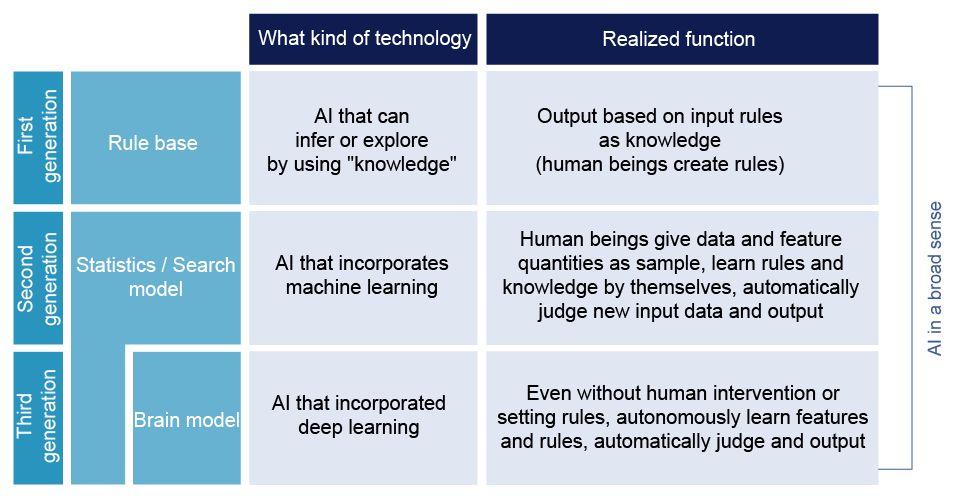 What kind of technology
Realized function
First
generation
Rule base
AI that can
infer or explore
by using "knowledge"
Output based on input rules
as knowledge
(human beings create rules)
Second
generation
Statistics / Search
model
AI that incorporates
machine learning
Human beings give data and feature
quantities as sample, learn rules and
knowledge by themselves, automatically
judge new input data and output
Third
generation
Brain model
AI that incorporated
deep learning
Even without human intervention or
setting rules, autonomously learn features
and rules, automatically judge and output
AI in a broad sense